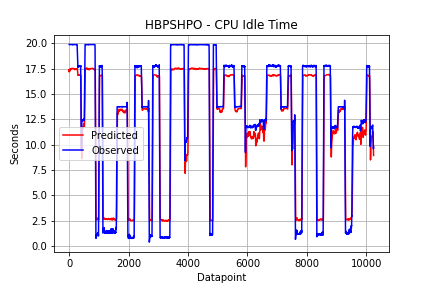 HBPSHPO - CPU Idle Time
20.0
17.5
15.0
12.5
10.0
7.5
5.0
2.5
0.0
Seconds
Predicted
Observed
0 2000 4000 6000 8000 10000
Datapoint